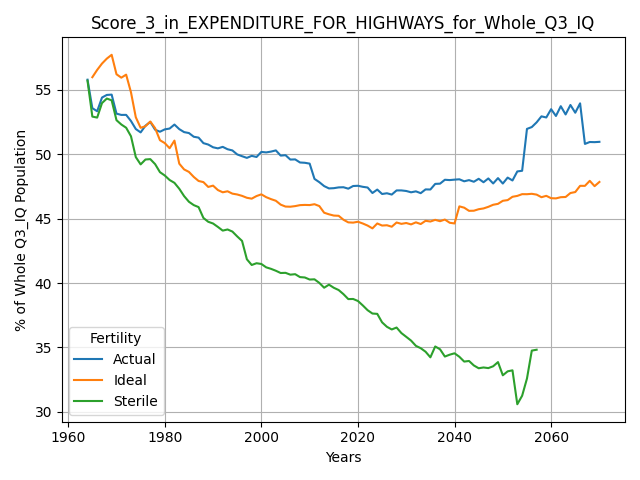 Score_3_in_EXPENDITURE_FOR_HIGHWAYS_for_Whole_Q3_IQ
% of Whole Q3_IQ Population
55
50
45
40
35
30
Fertility
Actual
Ideal
Sterile
1960
1980
2000
2020
2040
2060
Years